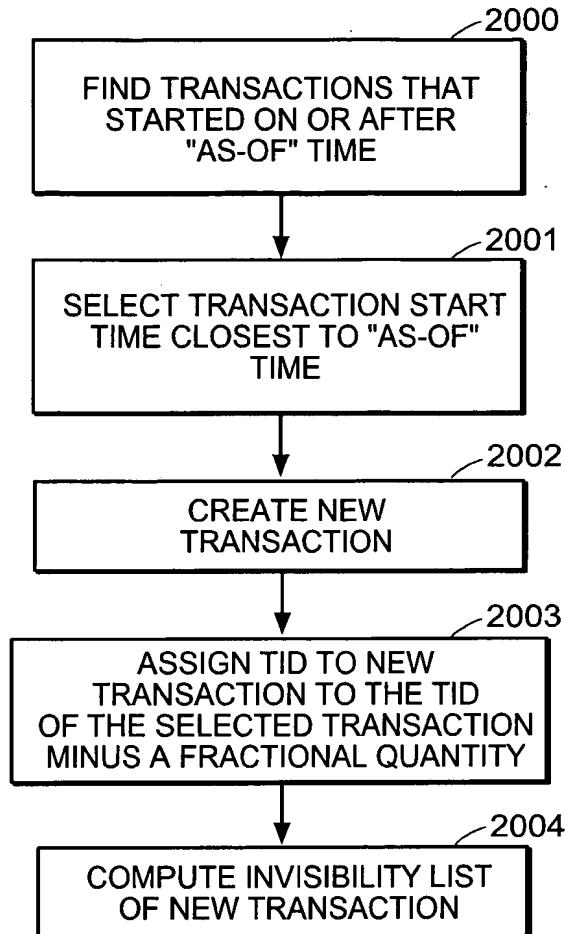 2000
FIND TRANSACTIONS THAT
STARTED ON OR AFTER
"AS-OF" TIME
2001
SELECT TRANSACTION START
TIME CLOSEST TO "AS-OF"
TIME
2002
CREATE NEW
TRANSACTION
2003
ASSIGN TID TO NEW
TRANSACTION TO THE TID
OF THE SELECTED TRANSACTION
MINUS A FRACTIONAL QUANTITY
2004
COMPUTE INVISIBILITY LIST
OF NEW TRANSACTION